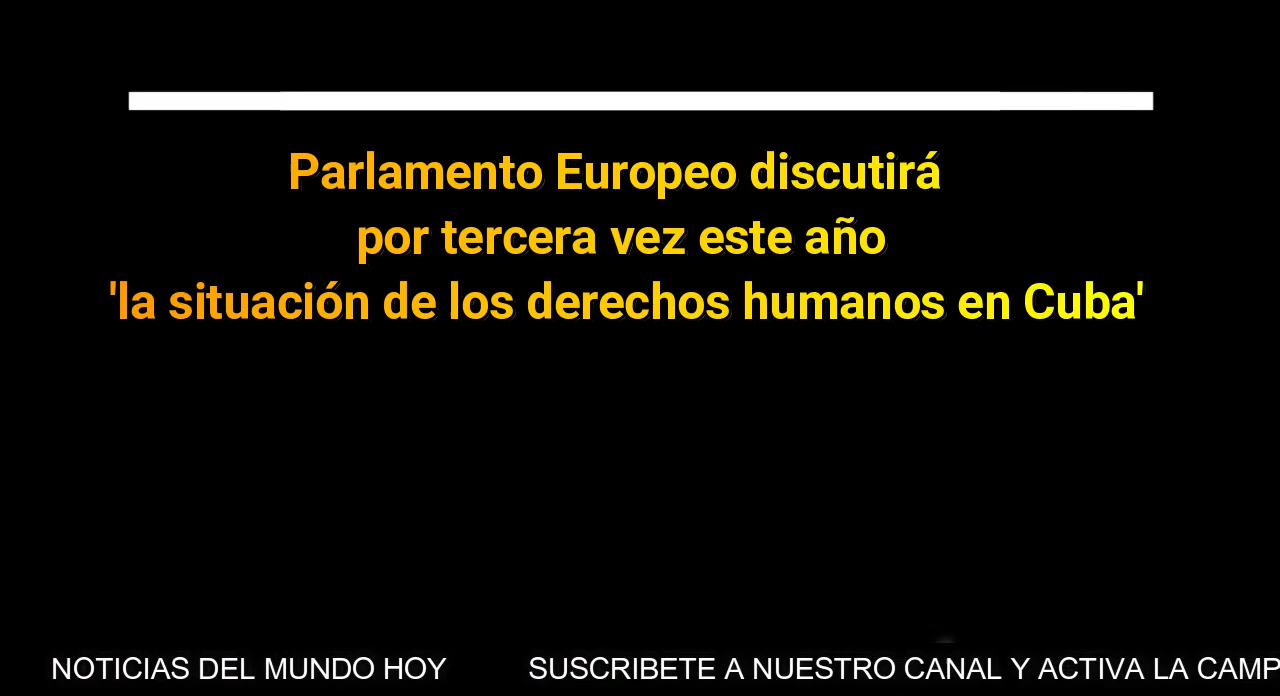 Parlamento Europeo discutirá
por tercera vez este año
'la situación de los derechos humanos en Cuba'
NOTICIAS DEL MUNDO HOY SUSCRIBETE A NUESTRO CANAL Y ACTIVA LA CAMP